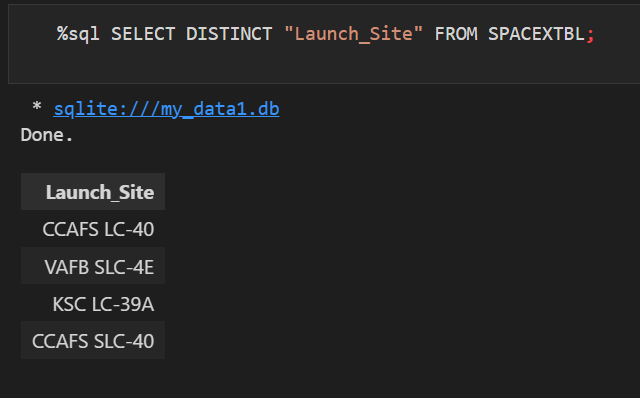 %sql SELECT DISTINCT "Launch_Site" FROM SPACEXTBL;
* sqlite:///my_data1.db
Done.
Launch_Site
CCAFS LC-40
VAFB SLC-4E
KSC LC-39A
CCAFS SLC-40